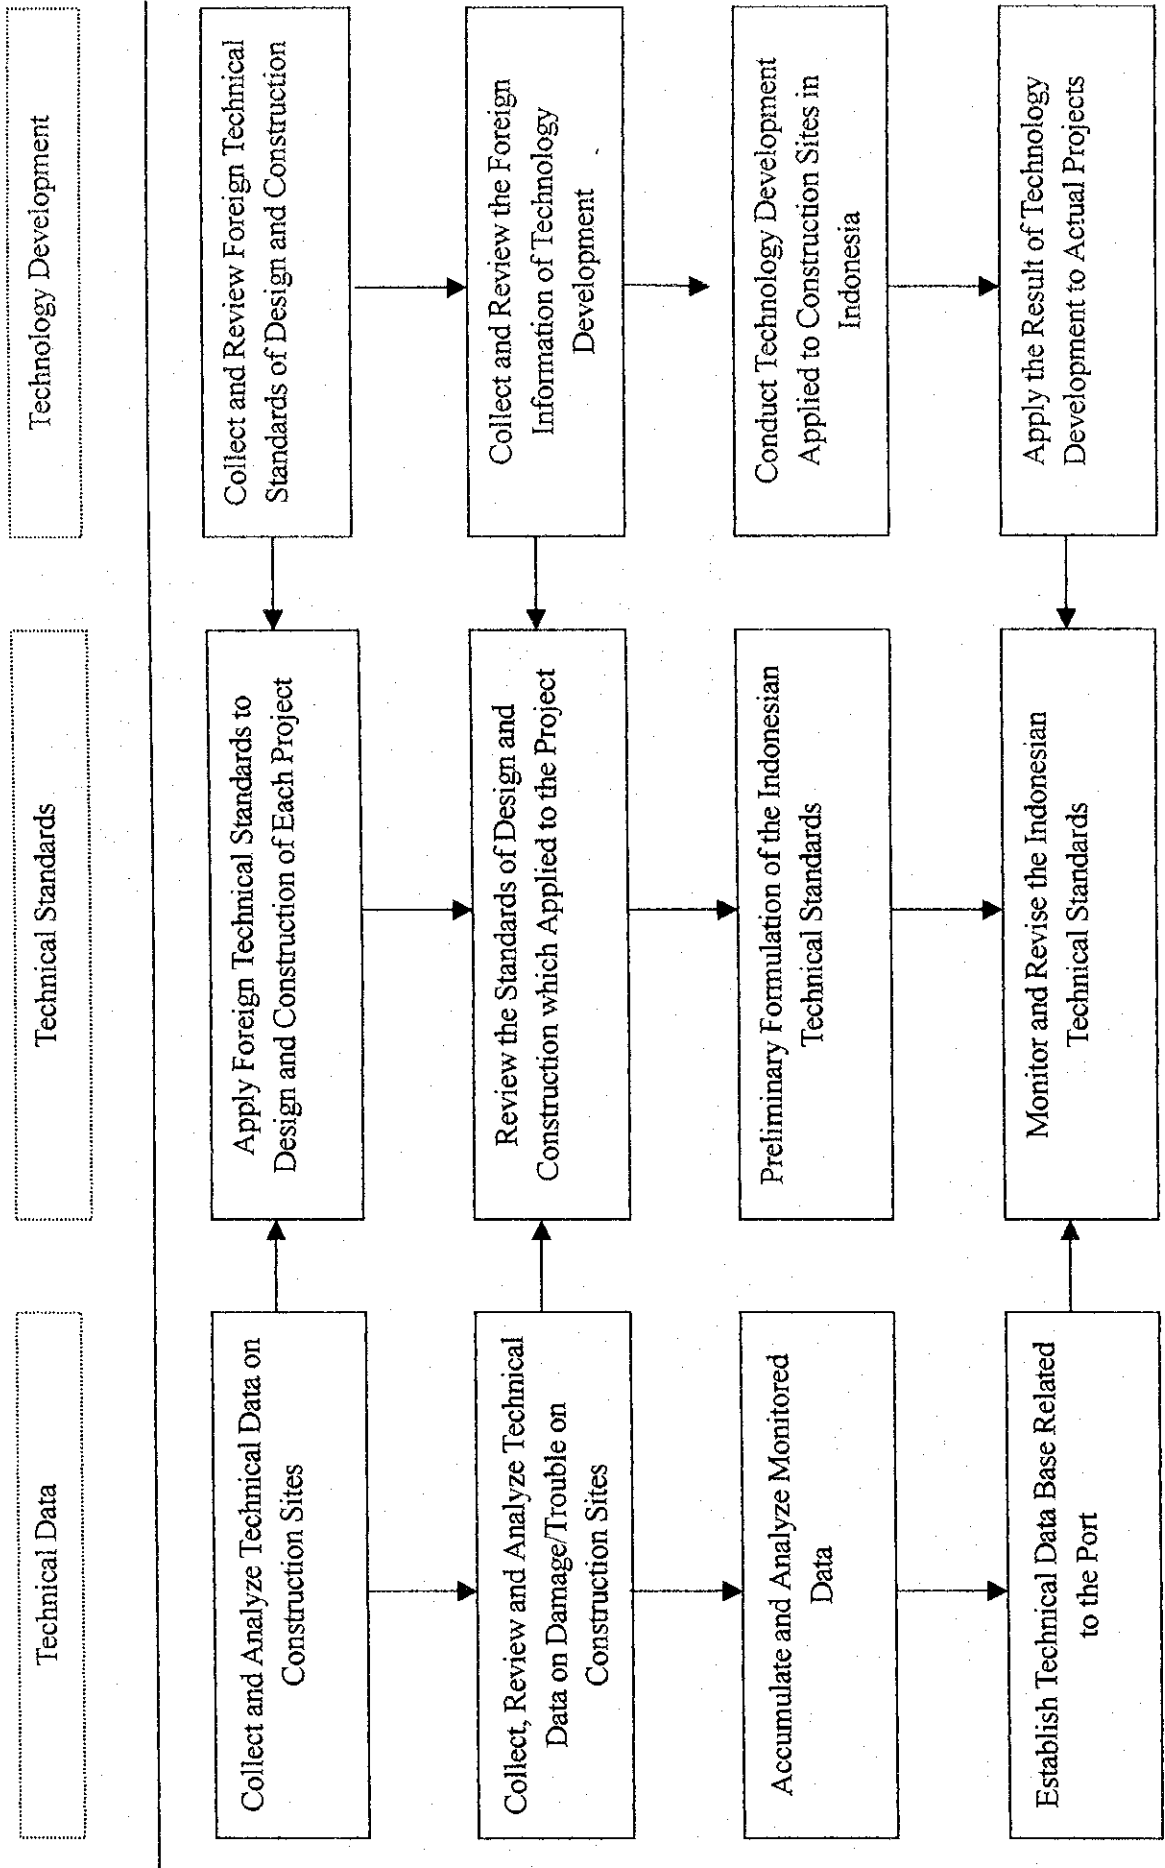 Technical Data
Technical Standards
Technology Development
Collect and Analyze Technical Data on
Construction Sites
Apply Foreign Technical Standards to
Design and Construction of Each Project
Collect and Review Foreign Technical
Standards of Design and Construction
Collect, Review and Analyze Technical
Data on Damage/Trouble on
Construction Sites
Review the Standards of Design and
Construction which Applied to the Project
Collect and Review the Foreign
Information of Technology
Development
Accumulate and Analyze Monitored
Data
Preliminary Formulation of the Indonesian
Technical Standards
Conduct Technology Development
Applied to Construction Sites in
Indonesia
Establish Technical Data Base Related
to the Port
Monitor and Revise the Indonesian
Technical Standards
Apply the Result of Technology
Development to Actual Projects